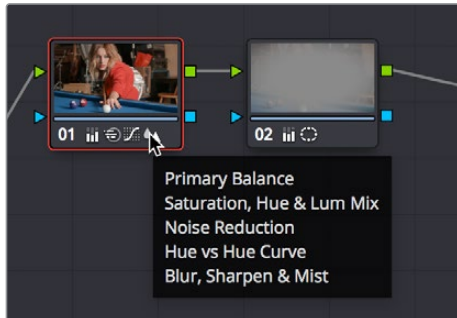 01
02
Primary Balance
Saturation, Hue & Lum Mix
Noise Reduction
Hue vs Hue Curve
Blur, Sharpen & Mist